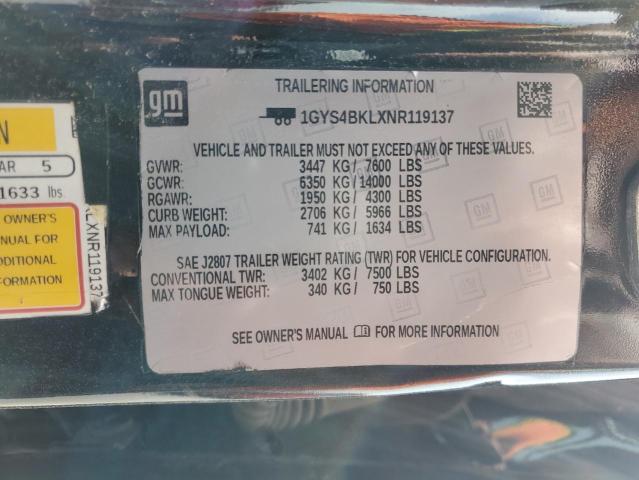 gm
TRAILERING INFORMATION
1GYS4BKLXNR119137
VEHICLE AND TRAILER MUST NOT EXCEED ANY OF THESE VALUES.
GVWR: 3447 KG / 7600 LBS
GCWR: 6350 KG / 14000 LBS
RGAWR: 1950 KG / 4300 LBS
CURB WEIGHT: 2706 KG / 5966 LBS
MAX PAYLOAD: 741 KG / 1634 LBS
SAE J2807 TRAILER WEIGHT RATING (TWR) FOR VEHICLE CONFIGURATION.
CONVENTIONAL TWR: 3402 KG / 7500 LBS
MAX TONGUE WEIGHT: 340 KG / 750 LBS
SEE OWNER'S MANUAL FOR MORE INFORMATION
N
AR 5
1633 lbs
OWNER'S
MANUAL FOR
DDITIONAL
FORMATION
LXNR119137